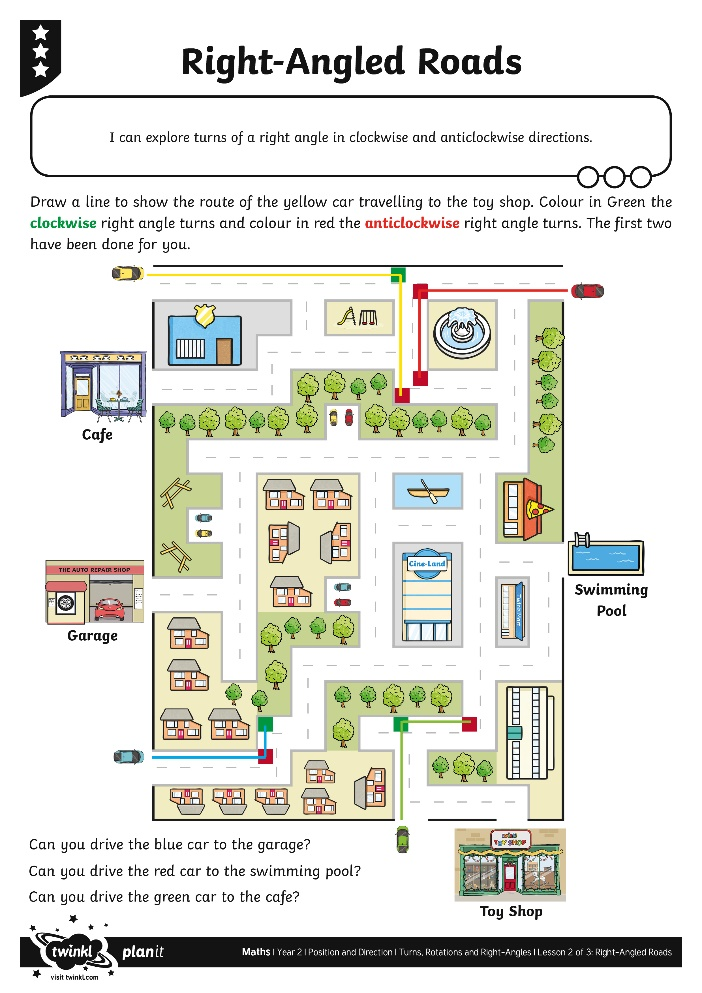 Right-Angled Roads
I can explore turns of a right angle in clockwise and anticlockwise directions.
Draw a line to show the route of the yellow car travelling to the toy shop. Colour in Green the
clockwise right angle turns and colour in red the anticlockwise right angle turns. The first two
have been done for you.
Cafe
THE AUTO REPAIR SHOP
Garage
Cine-Land
Swimming
Pool
TOY SHOP
Toy Shop
Can you drive the blue car to the garage?
Can you drive the red car to the swimming pool?
Can you drive the green car to the cafe?
twinkl
planit
visit twinkl.com
Maths | Year 2 | Position and Direction | Turns, Rotations and Right-Angles | Lesson 2 of 3: Right-Angled Roads